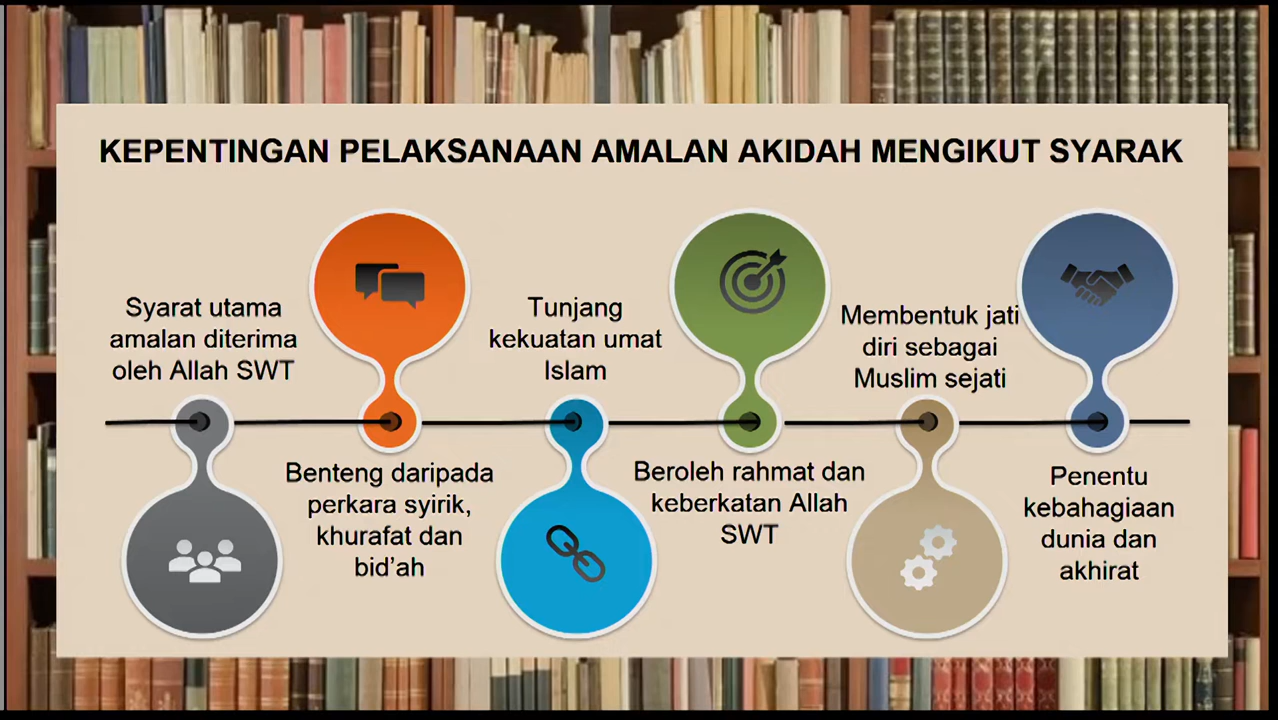 KEPENTINGAN PELAKSANAAN AMALAN AKIDAH MENGIKUT SYARAK
Syarat utama
amalan diterima
oleh Allah SWT
Benteng daripada
perkara syirik,
khurafat dan
bid’ah
Tunjang
kekuatan umat
Islam
Beroleh rahmat dan
keberkatan Allah
SWT
Membentuk jati
diri sebagai
Muslim sejati
Penentu
kebahagiaan
dunia dan
akhirat